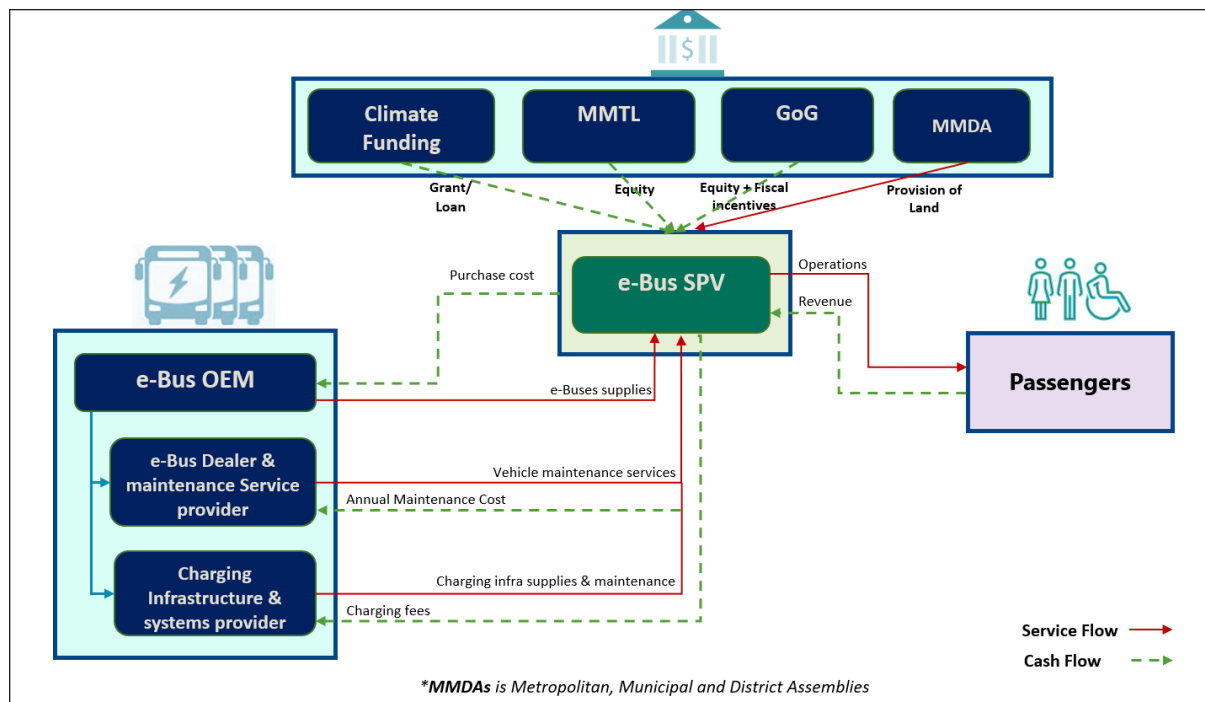 $
Climate
Funding
MMTL
GoG
MMDA
Grant/
Loan
Equity
Equity + Fiscal
incentives
Provision of
Land
e-Bus SPV
Purchase cost
Operations
Revenue
e-Bus OEM
e-Buses supplies
Passengers
e-Bus Dealer &
maintenance Service
provider
Vehicle maintenance services
Annual Maintenance Cost
Charging
Infrastructure &
systems provider
Charging infra supplies & maintenance
Charging fees
Service Flow
Cash Flow
*MMDAs is Metropolitan, Municipal and District Assemblies